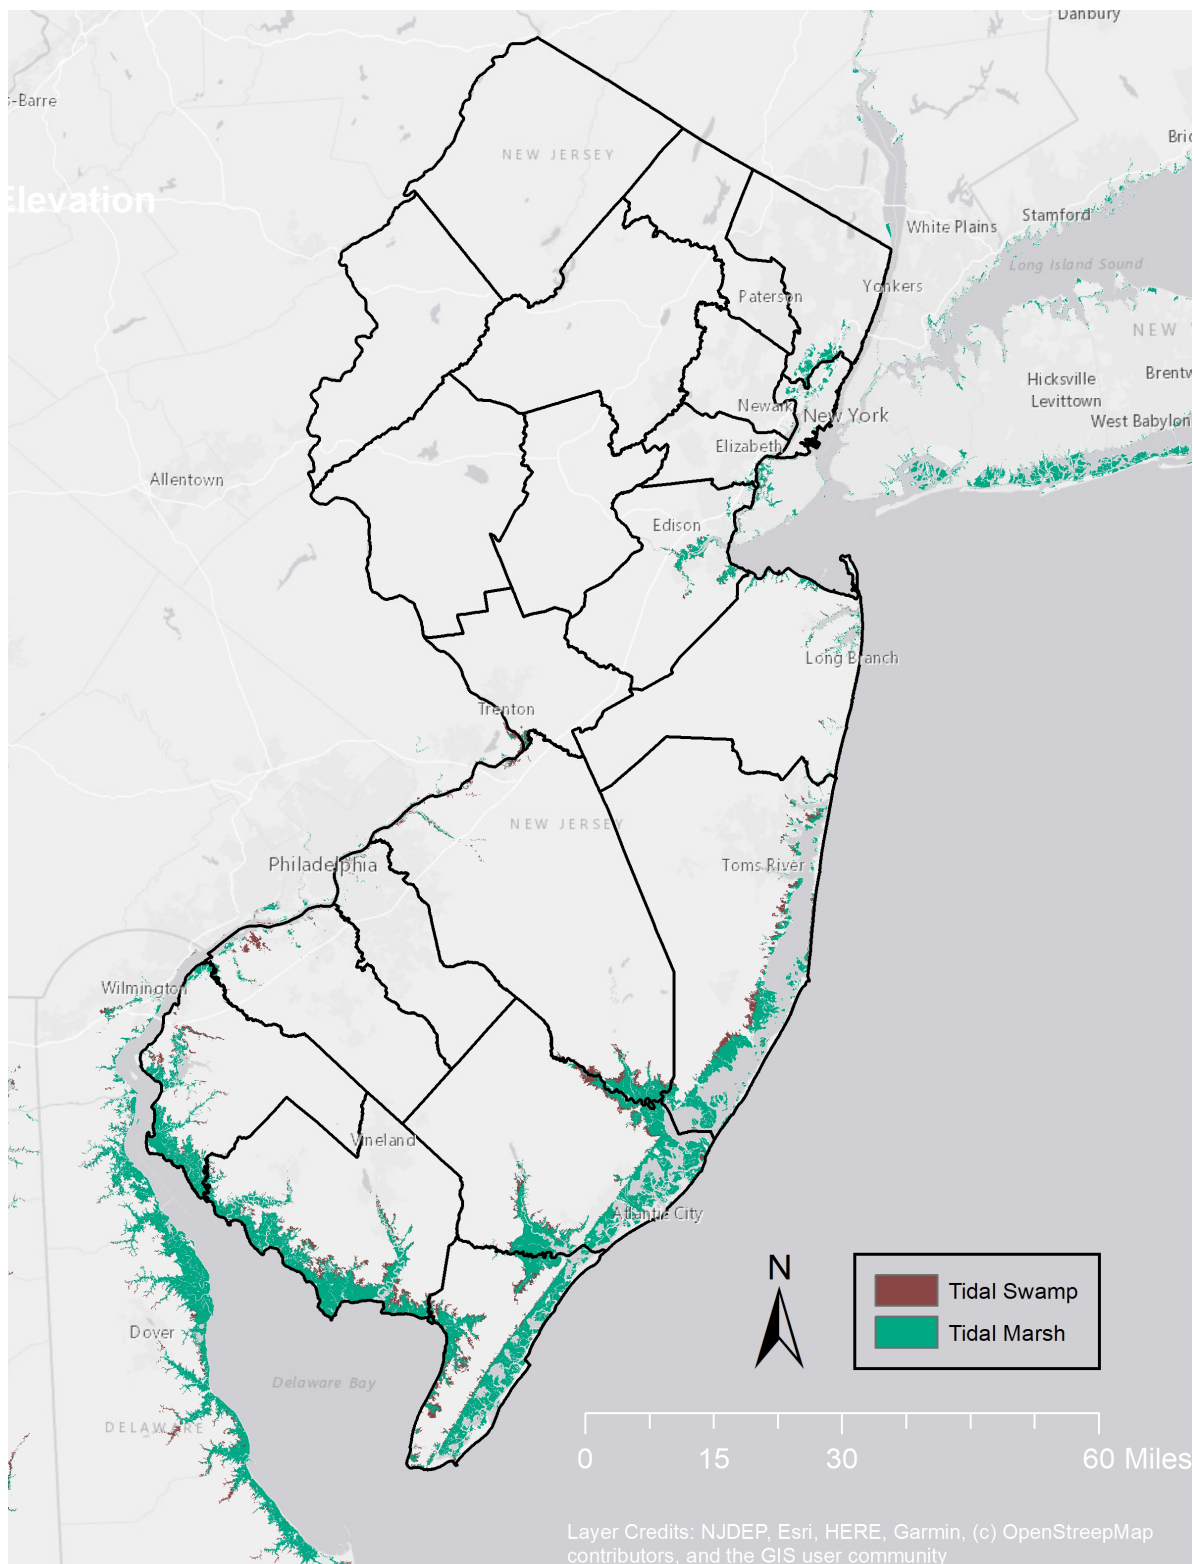 Danbury
s-Barre
Bric
NEW JERSEY
Elevation
Stamford
White Plains
Long Island Sound
Yonkers
Paterson
NEW Y
Hicksville
Brentw
Levittown
Newark
New York
West Babylon
Elizabeth
Allentown
Edison
Long Branch
Trenton
NEW JERSEY
Philadelphia
Toms River
Wilmington
Vineland
Atlantic City
N
Tidal Swamp
Tidal Marsh
Dover
Delaware Bay
DELAWARE
0 15 30 60 Miles
Layer Credits: NJDEP, Esri, HERE, Garmin, (c) OpenStreepMap
contributors, and the GIS user community